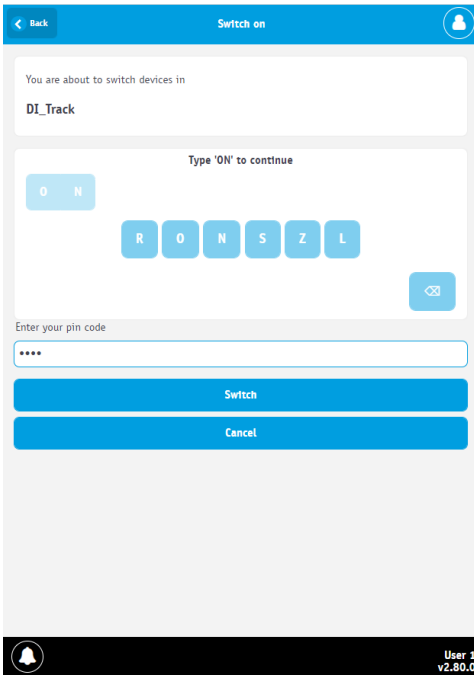 Back
Switch on
You are about to switch devices in
DI_Track
Type 'ON' to continue
O N
R O N S Z L
Enter your pin code
••••
Switch
Cancel
User 1
v2.80.0